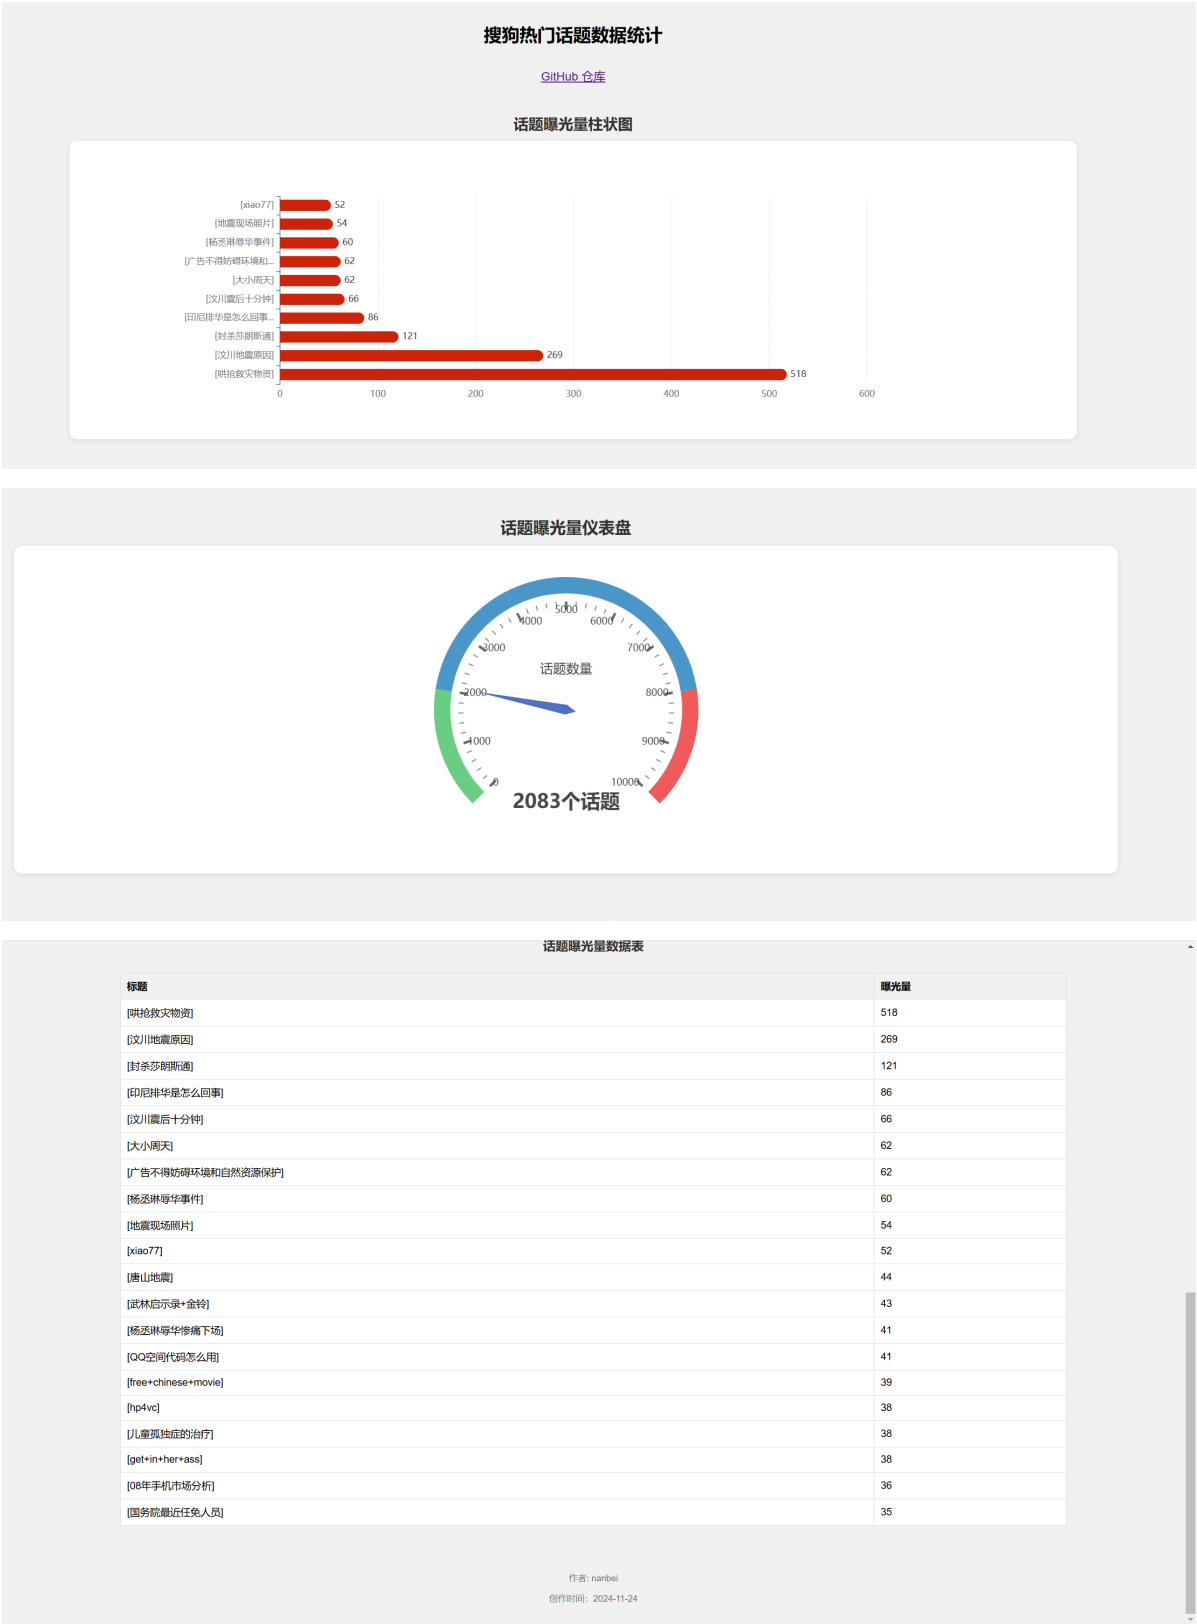 搜狗热门话题数据统计
GitHub 仓库
话题曝光量柱状图
[xiao77] 52
[地震现场照片] 54
[杨丞琳辱华事件] 60
[广告不得妨碍环境和... 62
[大小周天] 62
[汶川震后十分钟] 66
[印尼排华是怎么回事... 86
[封杀莎朗斯通] 121
[汶川地震原因] 269
[哄抢救灾物资] 518
0 100 200 300 400 500 600
话题曝光量仪表盘
5000
4000 6000
3000 7000
话题数量
2000 8000
1000 9000
0 10000
2083个话题
话题曝光量数据表
标题 曝光量
[哄抢救灾物资] 518
[汶川地震原因] 269
[封杀莎朗斯通] 121
[印尼排华是怎么回事] 86
[汶川震后十分钟] 66
[大小周天] 62
[广告不得妨碍环境和自然资源保护] 62
[杨丞琳辱华事件] 60
[地震现场照片] 54
[xiao77] 52
[唐山地震] 44
[武林启示录+金铃] 43
[杨丞琳辱华惨痛下场] 41
[QQ空间代码怎么用] 41
[free+chinese+movie] 39
[hp4vc] 38
[儿童孤独症的治疗] 38
[get+in+her+ass] 38
[08年手机市场分析] 36
[国务院最近任免人员] 35
作者: nanbei
创作时间：2024-11-24